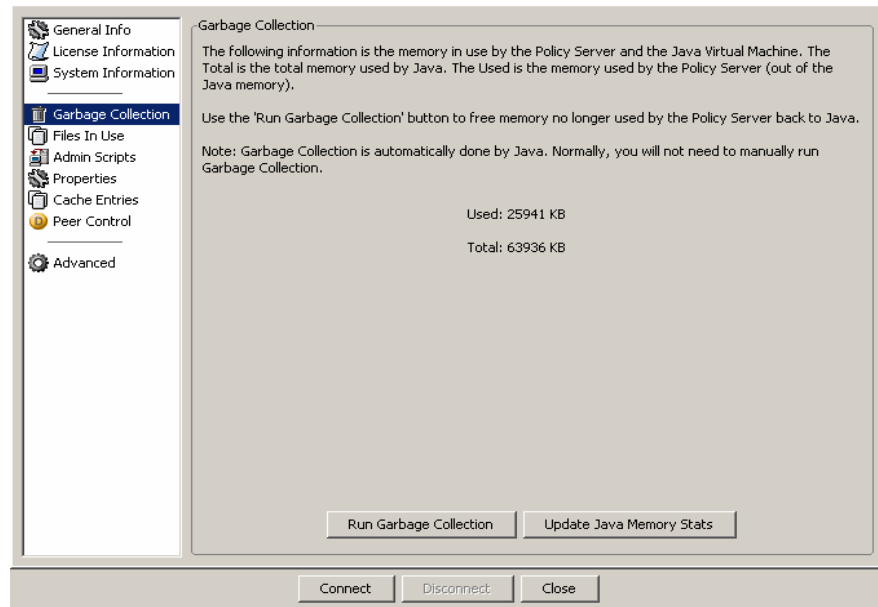 General Info
License Information
System Information
Garbage Collection
Files In Use
Admin Scripts
Properties
Cache Entries
Peer Control
Advanced
Garbage Collection
The following information is the memory in use by the Policy Server and the Java Virtual Machine. The
Total is the total memory used by Java. The Used is the memory used by the Policy Server (out of the
Java memory).
Use the 'Run Garbage Collection' button to free memory no longer used by the Policy Server back to Java.
Note: Garbage Collection is automatically done by Java. Normally, you will not need to manually run
Garbage Collection.
Used: 25941 KB
Total: 63936 KB
Run Garbage Collection
Update Java Memory Stats
Connect
Disconnect
Close